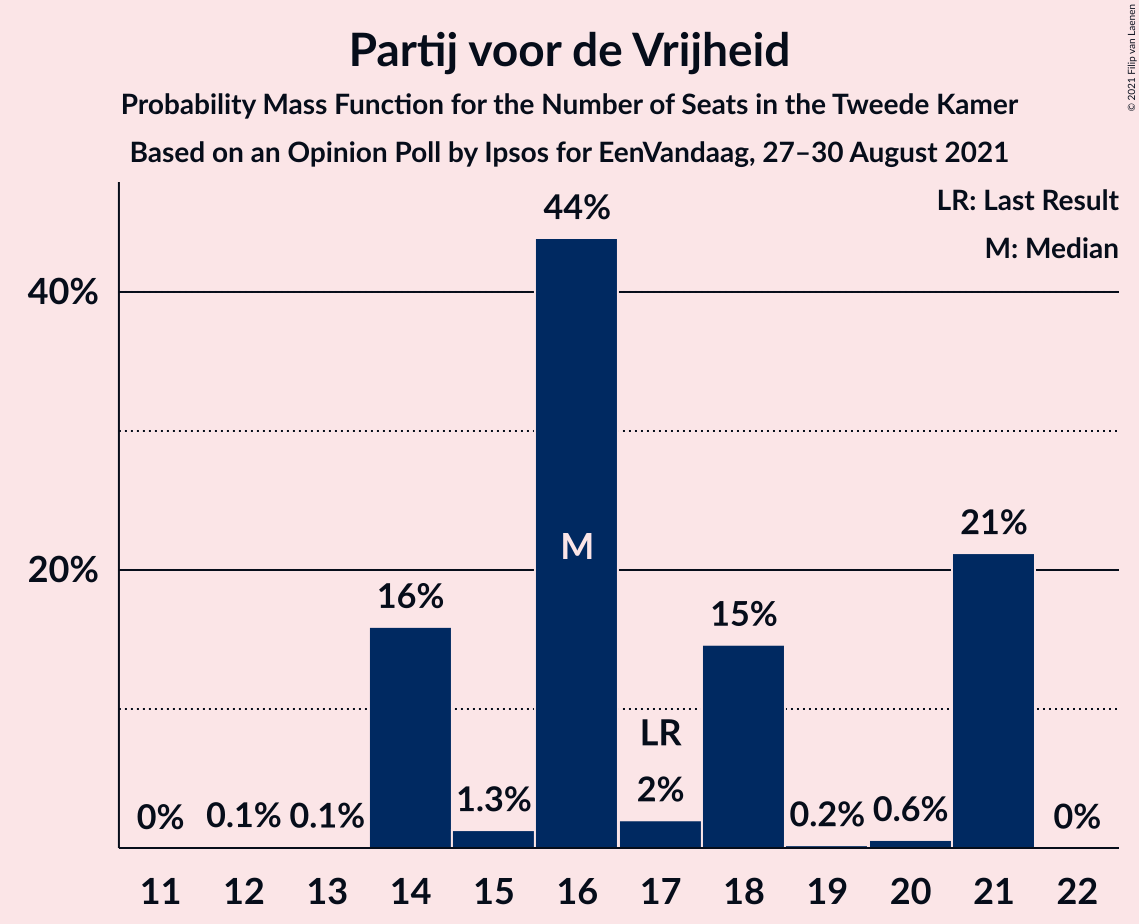 Partij voor de Vrijheid
Probability Mass Function for the Number of Seats in the Tweede Kamer
Based on an Opinion Poll by Ipsos for EenVandaag, 27–30 August 2021
© 2021 Filip van Laenen
LR: Last Result
M: Median
40%
20%
0%
0.1%
0.1%
16%
1.3%
44%
M
LR
2%
15%
0.2%
0.6%
21%
0%
11 12 13 14 15 16 17 18 19 20 21 22